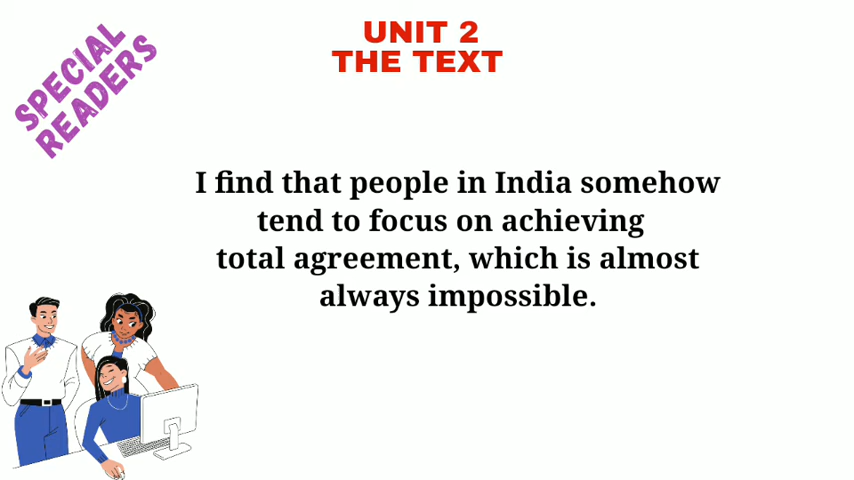 SPECIAL
READERS
UNIT 2
THE TEXT
I find that people in India somehow
tend to focus on achieving
total agreement, which is almost
always impossible.